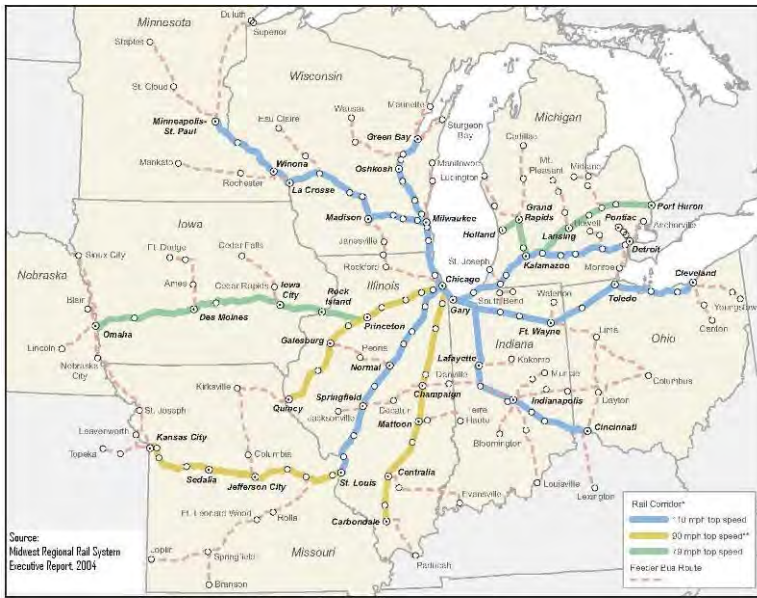 Minnesota
Duluth
Superior
Staples
St. Cloud
Minneapolis-
St. Paul
Mankato
Rochester
Winona
La Crosse
Eau Claire
Wisconsin
Wausau
Marinette
Green Bay
Sturgeon
Bay
Oshkosh
Manitowoc
Madison
Milwaukee
Janesville
Rockford
Michigan
Cadillac
Mt.
Pleasant
Ludington
Grand
Rapids
Holland
Lansing
Howell
Port Huron
Pontiac
Detroit
Monroe
Kalamazoo
St. Joseph
Iowa
Sioux City
Ft. Dodge
Cedar Falls
Ames
Cedar Rapids
Iowa
City
Rock
Island
Des Moines
Nebraska
Blair
Omaha
Lincoln
Nebraska
City
Illinois
Chicago
Gary
Princeton
Galesburg
Peoria
Normal
Quincy
Springfield
Jacksonville
Decatur
Danville
Champaign
Mattoon
Centralia
Carbondale
Paducah
Indiana
South Bend
Ft. Wayne
Lafayette
Kokomo
Muncie
Indianapolis
Terre
Haute
Bloomington
Evansville
Louisville
Lexington
Ohio
Toledo
Cleveland
Youngstown
Canton
Lima
Columbus
Dayton
Cincinnati
Kirksville
St. Joseph
Leavenworth
Topeka
Kansas City
Sedalia
Jefferson City
Columbia
St. Louis
Ft. Leonard Wood
Rolla
Missouri
Joplin
Springfield
Branson
Rail Corridor*
110 mph top speed
90 mph top speed**
79 mph top speed
Feeder Bus Route
Source:
Midwest Regional Rail System
Executive Report, 2004